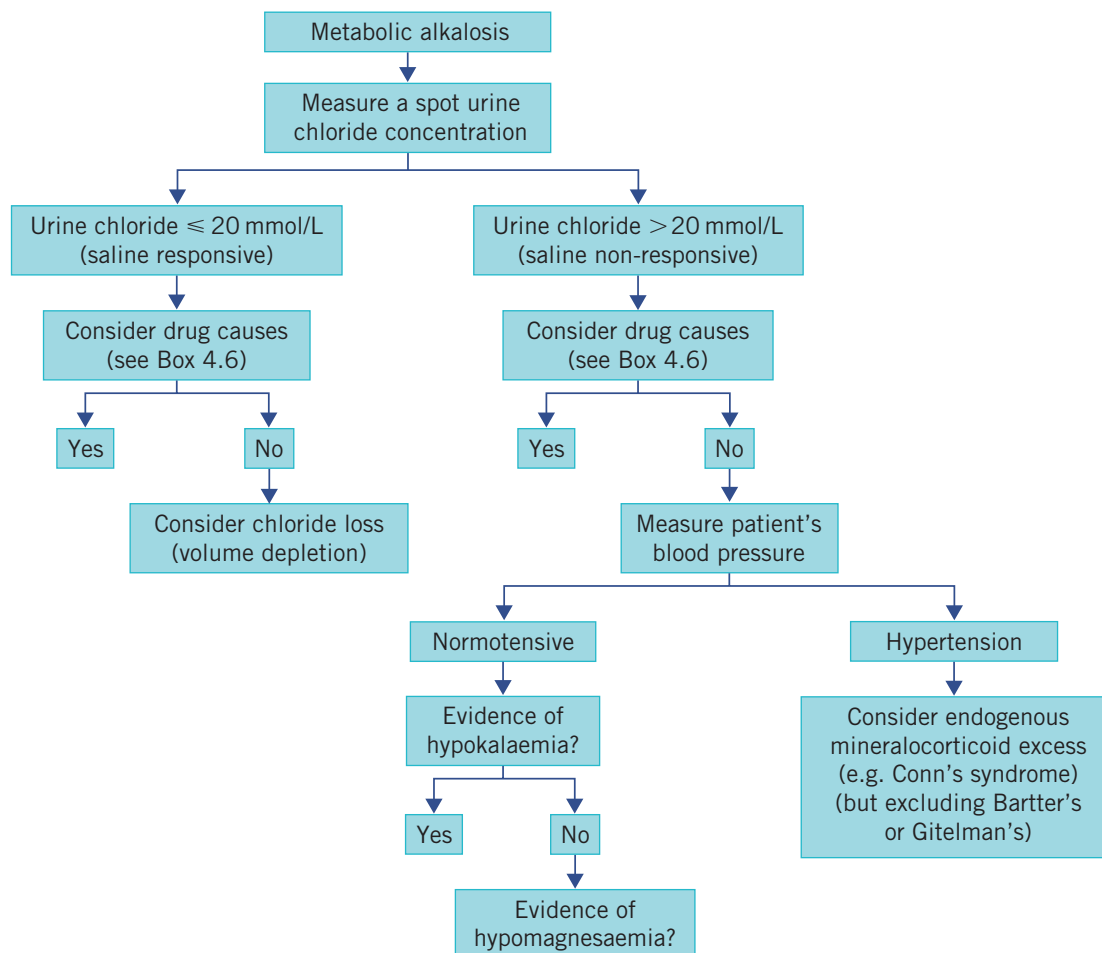 Metabolic alkalosis
Measure a spot urine
chloride concentration
Urine chloride ⩽ 20 mmol/L
(saline responsive)
Urine chloride > 20 mmol/L
(saline non-responsive)
Consider drug causes
(see Box 4.6)
Consider drug causes
(see Box 4.6)
Yes
No
Yes
No
Consider chloride loss
(volume depletion)
Measure patient’s
blood pressure
Normotensive
Hypertension
Evidence of
hypokalaemia?
Consider endogenous
mineralocorticoid excess
(e.g. Conn’s syndrome)
(but excluding Bartter’s
or Gitelman’s)
Yes
No
Evidence of
hypomagnesaemia?